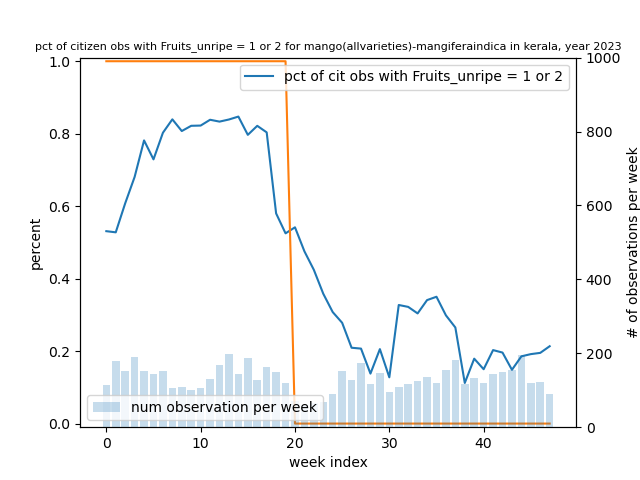 pct of citizen obs with Fruits_unripe = 1 or 2 for mango(allvarieties)-mangiferaindica in kerala, year 2023
pct of cit obs with Fruits_unripe = 1 or 2
1.0
0.8
0.6
0.4
0.2
0.0
percent
1000
800
600
400
200
0
# of observations per week
num observation per week
0 10 20 30 40
week index